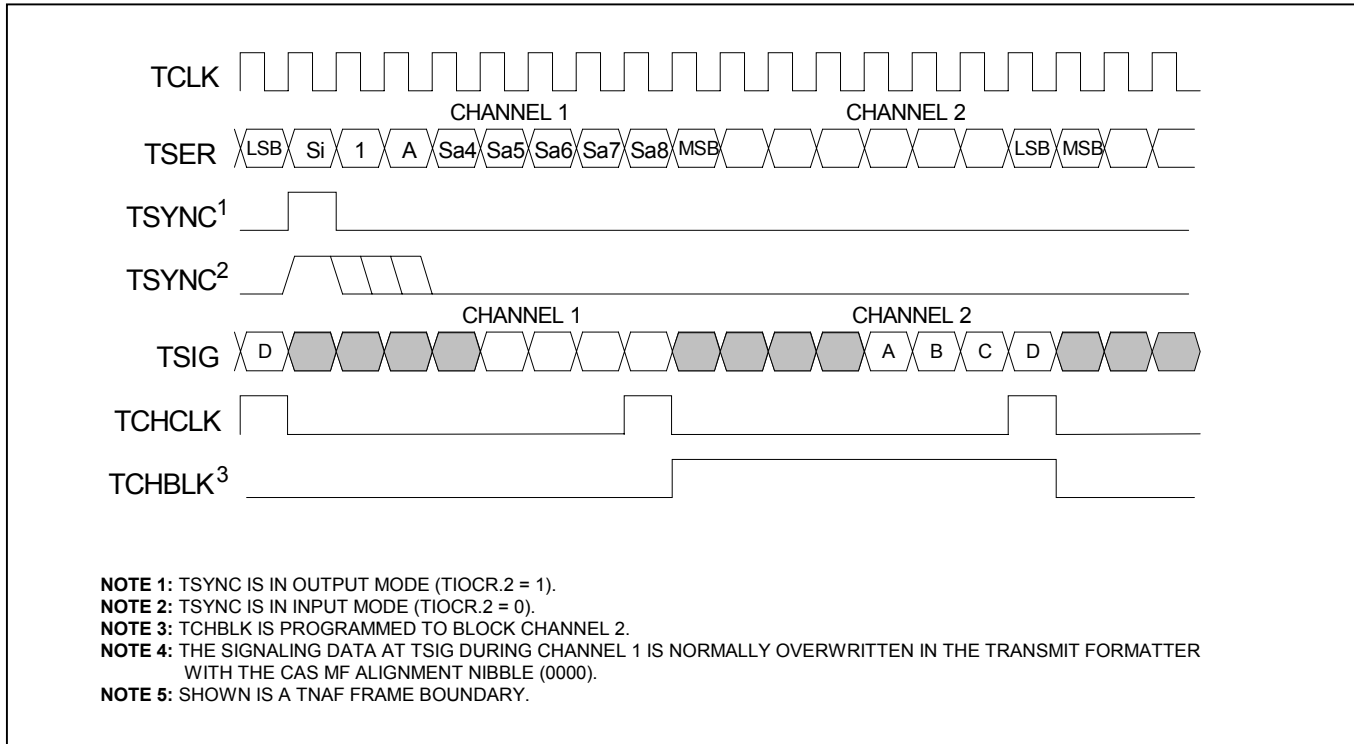 TCLK
CHANNEL 1 CHANNEL 2
TSER LSB Si 1 A Sa4 Sa5 Sa6 Sa7 Sa8 MSB LSB MSB
TSYNC1
TSYNC2
CHANNEL 1 CHANNEL 2
TSIG D A B C D
TCHCLK
TCHBLK3
NOTE 1: TSYNC IS IN OUTPUT MODE (TIOCR.2 = 1).
NOTE 2: TSYNC IS IN INPUT MODE (TIOCR.2 = 0).
NOTE 3: TCHBLK IS PROGRAMMED TO BLOCK CHANNEL 2.
NOTE 4: THE SIGNALING DATA AT TSIG DURING CHANNEL 1 IS NORMALLY OVERWRITTEN IN THE TRANSMIT FORMATTER
WITH THE CAS MF ALIGNMENT NIBBLE (0000).
NOTE 5: SHOWN IS A TNAF FRAME BOUNDARY.